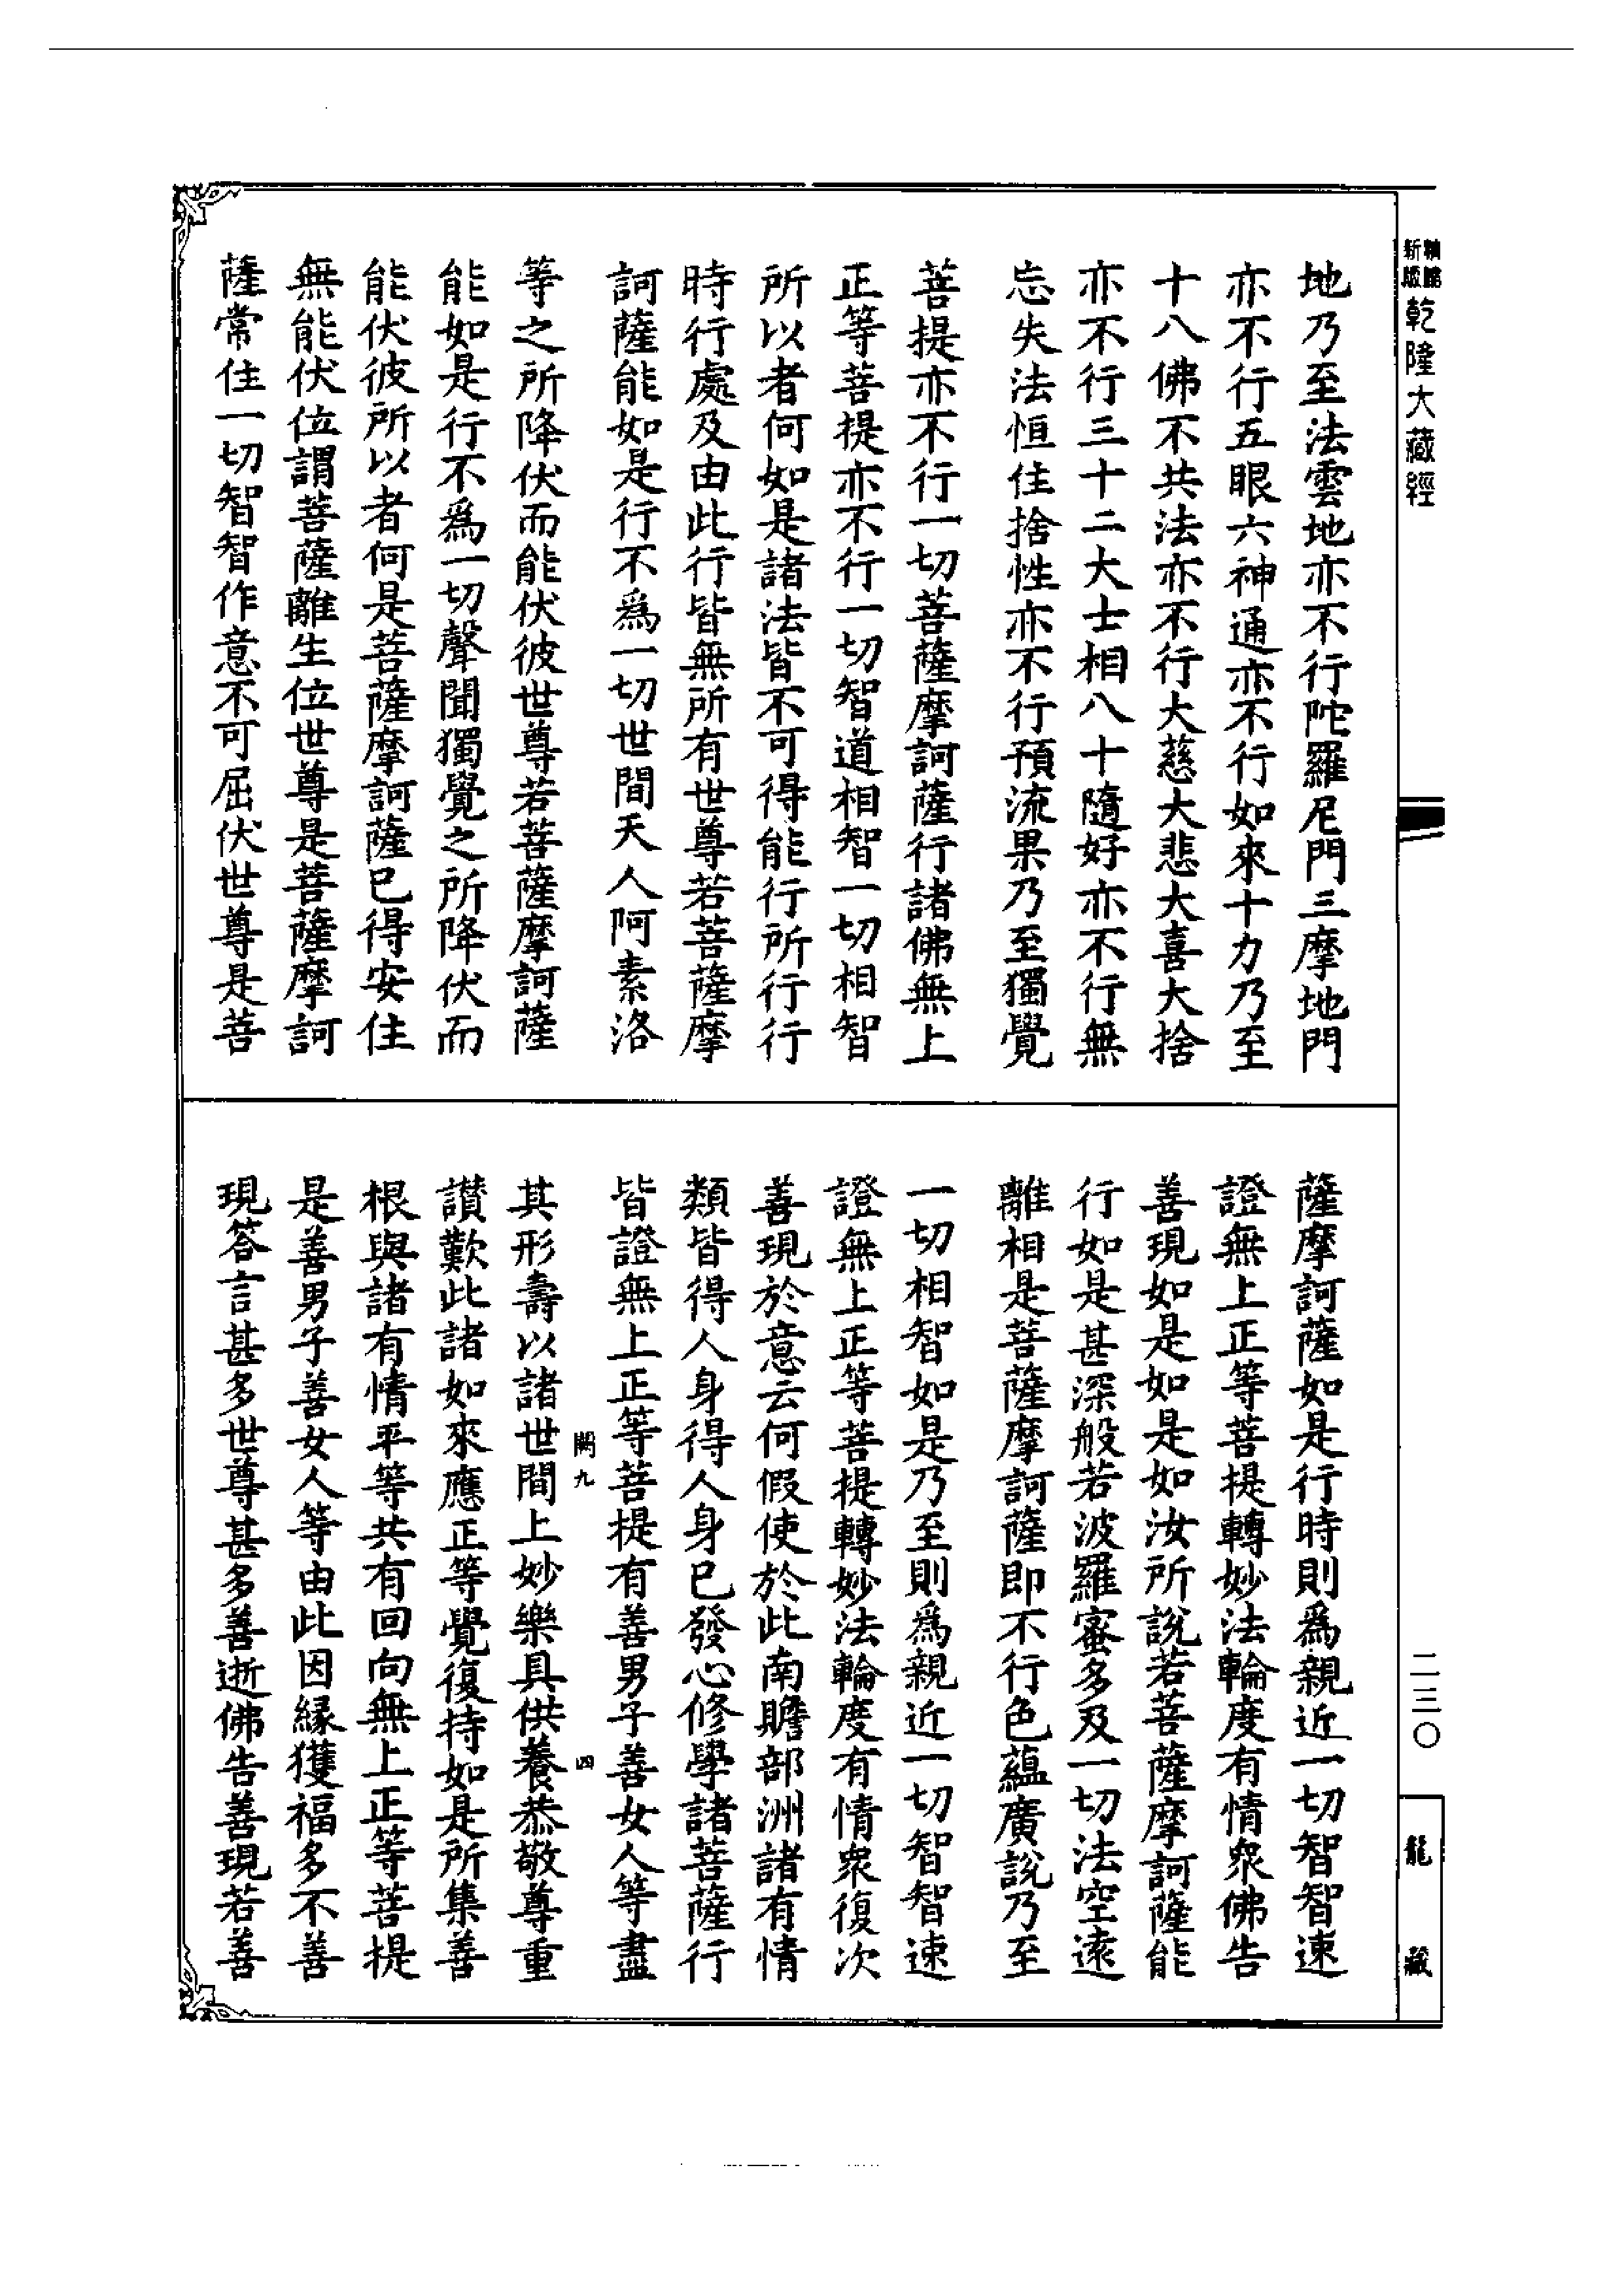 精縮新版乾隆大藏經
地乃至法雲地亦不行陀羅尼門三摩地門
亦不行五眼六神通亦不行如來十力乃至
十八佛不共法亦不行大慈大悲大喜大捨
亦不行三十二大士相八十隨好亦不行無
忘失法恒住捨性亦不行預流果乃至獨覺
菩提亦不行一切菩薩摩訶薩行諸佛無上
正等菩提亦不行一切智道相智一切相智
所以者何如是諸法皆不可得能行所行行
時行處及由此行皆無所有世尊若菩薩摩
訶薩能如是行不為一切世間天人阿素洛
等之所降伏而能伏彼世尊若菩薩摩訶薩
能如是行不為一切聲聞獨覺之所降伏而
能伏彼所以者何是菩薩摩訶薩已得安住
無能伏位謂菩薩離生位世尊是菩薩摩訶
薩常住一切智智作意不可屈伏世尊是菩
薩摩訶薩如是行時則為親近一切智智速
證無上正等菩提轉妙法輪度有情眾佛告
善現如是如是如汝所說若菩薩摩訶薩能
行如是甚深般若波羅蜜多及一切法空遠
離相是菩薩摩訶薩即不行色蘊廣說乃至
一切相智如是乃至則為親近一切智智速
證無上正等菩提轉妙法輪度有情眾復次
善現於意云何假使於此南贍部洲諸有情
類皆得人身得人身已發心修學諸菩薩行
皆證無上正等菩提有善男子善女人等盡
闕九 四
其形壽以諸世間上妙樂具供養恭敬尊重
讚歎此諸如來應正等覺復持如是所集善
根與諸有情平等共有回向無上正等菩提
是善男子善女人等由此因緣獲福多不善
現答言甚多世尊甚多善逝佛告善現若善
二三〇
龍藏